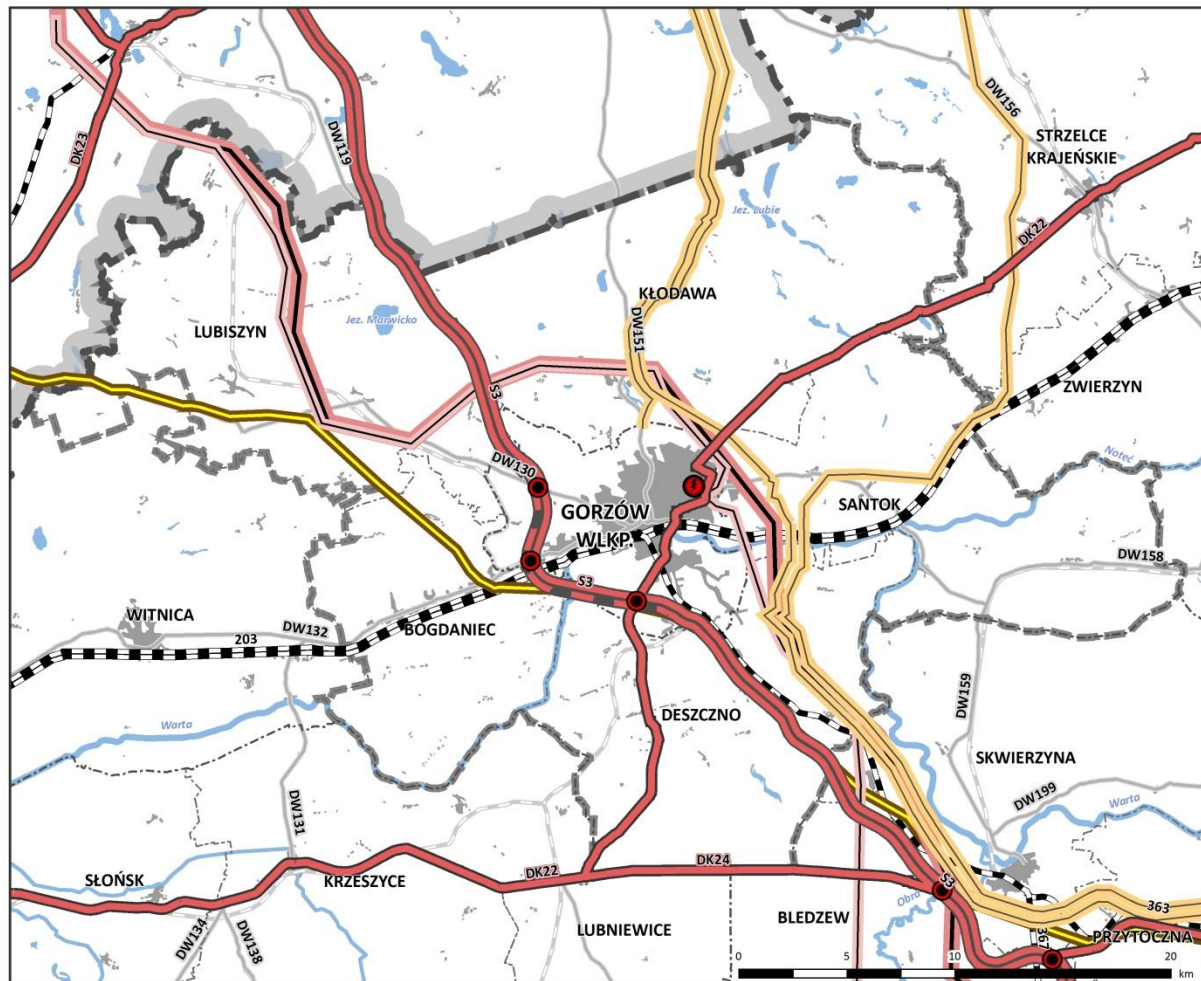 DW156
STRZELCE
KRAJEŃSKIE
DK23
DW119
Jez. Lubie
DK22
KŁODAWA
LUBISZYN
Jez. Marwicko
DW151
S3
ZWIERZYN
DW130
Noteć
SANTOK
GORZÓW
WLKP.
DW158
S3
WITNICA
203
DW132
BOGDANIEC
DW159
Warta
DESZCZNO
SKWIERZYNA
DW199
Warta
DW131
SŁOŃSK
KRZESZYCE
DK22
DK24
S3
Obra
363
DW134
DW138
LUBNIEWICE
BLEDZEW
367
PRZYTOCZNA
0 5 10 20
km